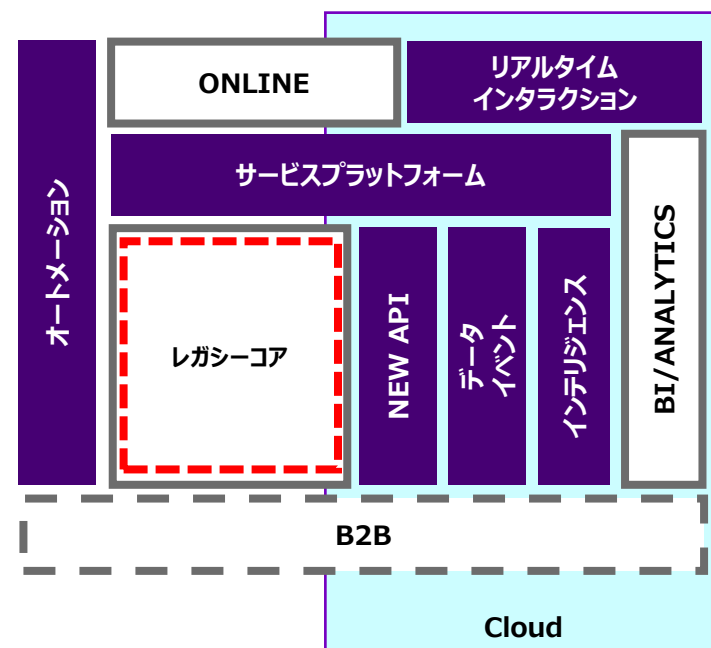 ONLINE
リアルタイム
インタラクション
オートメーション
サービスプラットフォーム
レガシーコア
NEW API
データ
イベント
インテリジェンス
BI/ANALYTICS
B2B
Cloud